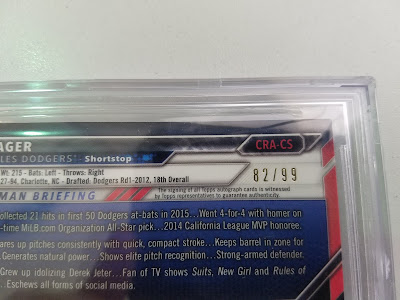 AGER
CRA-CS
LES DODGERS™ · Shortstop
Wt: 215 · Bats: Left · Throws: Right
27-94, Charlotte, NC · Drafted: Dodgers Rd1-2012, 18th Overall
82/99
The signing of all Topps autograph cards is witnessed
by Topps representatives to guarantee authenticity.
MAN BRIEFING
ollected 21 hits in first 50 Dodgers at-bats in 2015...Went 4-for-4 with homer on
-time MiLB.com Organization All-Star pick...2014 California League MVP honoree.
ares up pitches consistently with quick, compact stroke...Keeps barrel in zone for
Generates natural power...Shows elite pitch recognition...Strong-armed defender.
Grew up idolizing Derek Jeter...Fan of TV shows Suits, New Girl and Rules of
...Eschews all forms of social media.